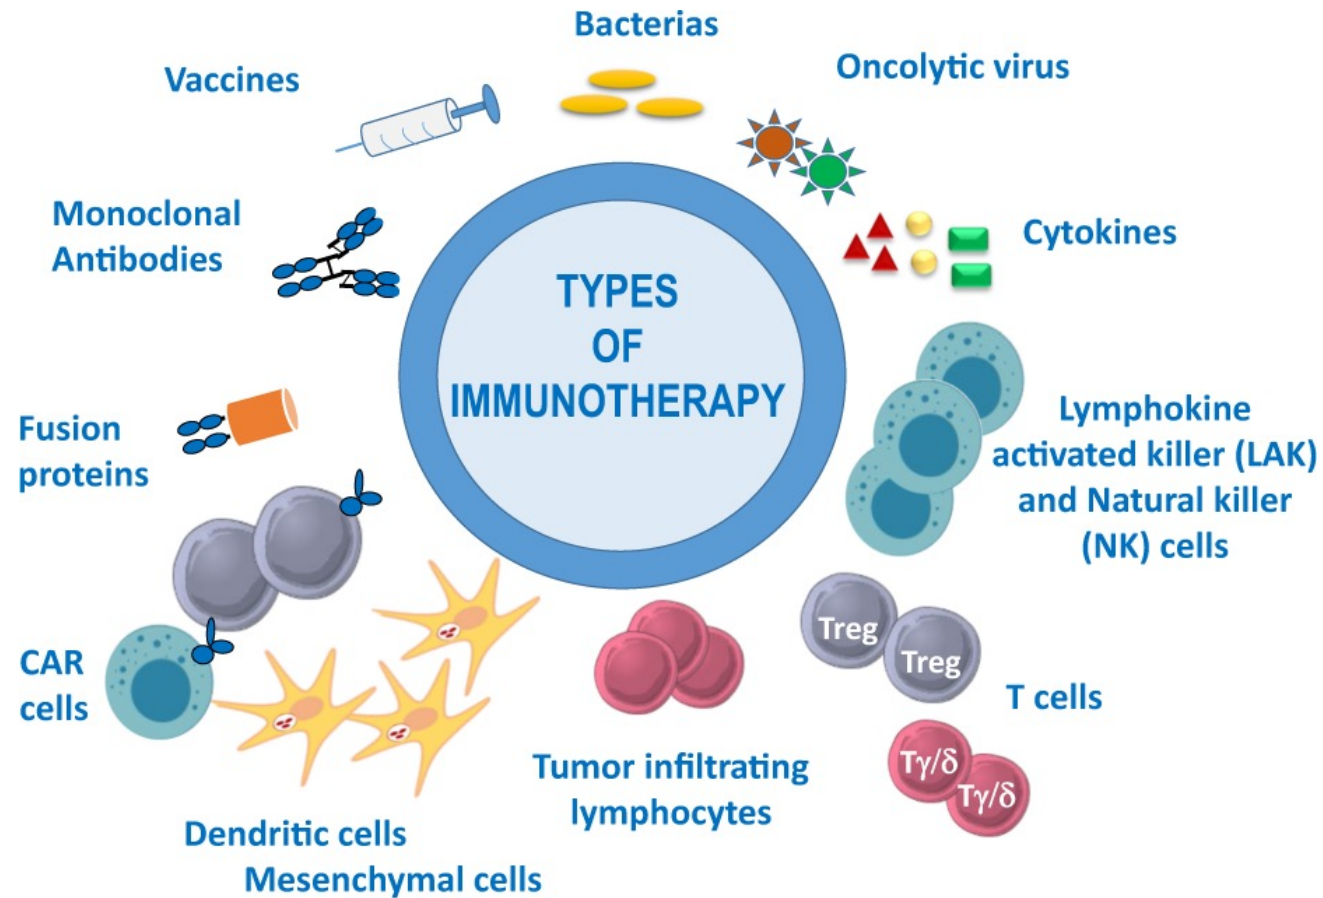 Bacterias
Oncolytic virus
Vaccines
Monoclonal
Antibodies
Cytokines
TYPES
OF
IMMUNOTHERAPY
Fusion
proteins
Lymphokine
activated killer (LAK)
and Natural killer
(NK) cells
Treg
Treg
T cells
CAR
cells
Tγ/δ
Tγ/δ
Tumor infiltrating
lymphocytes
Dendritic cells
Mesenchymal cells